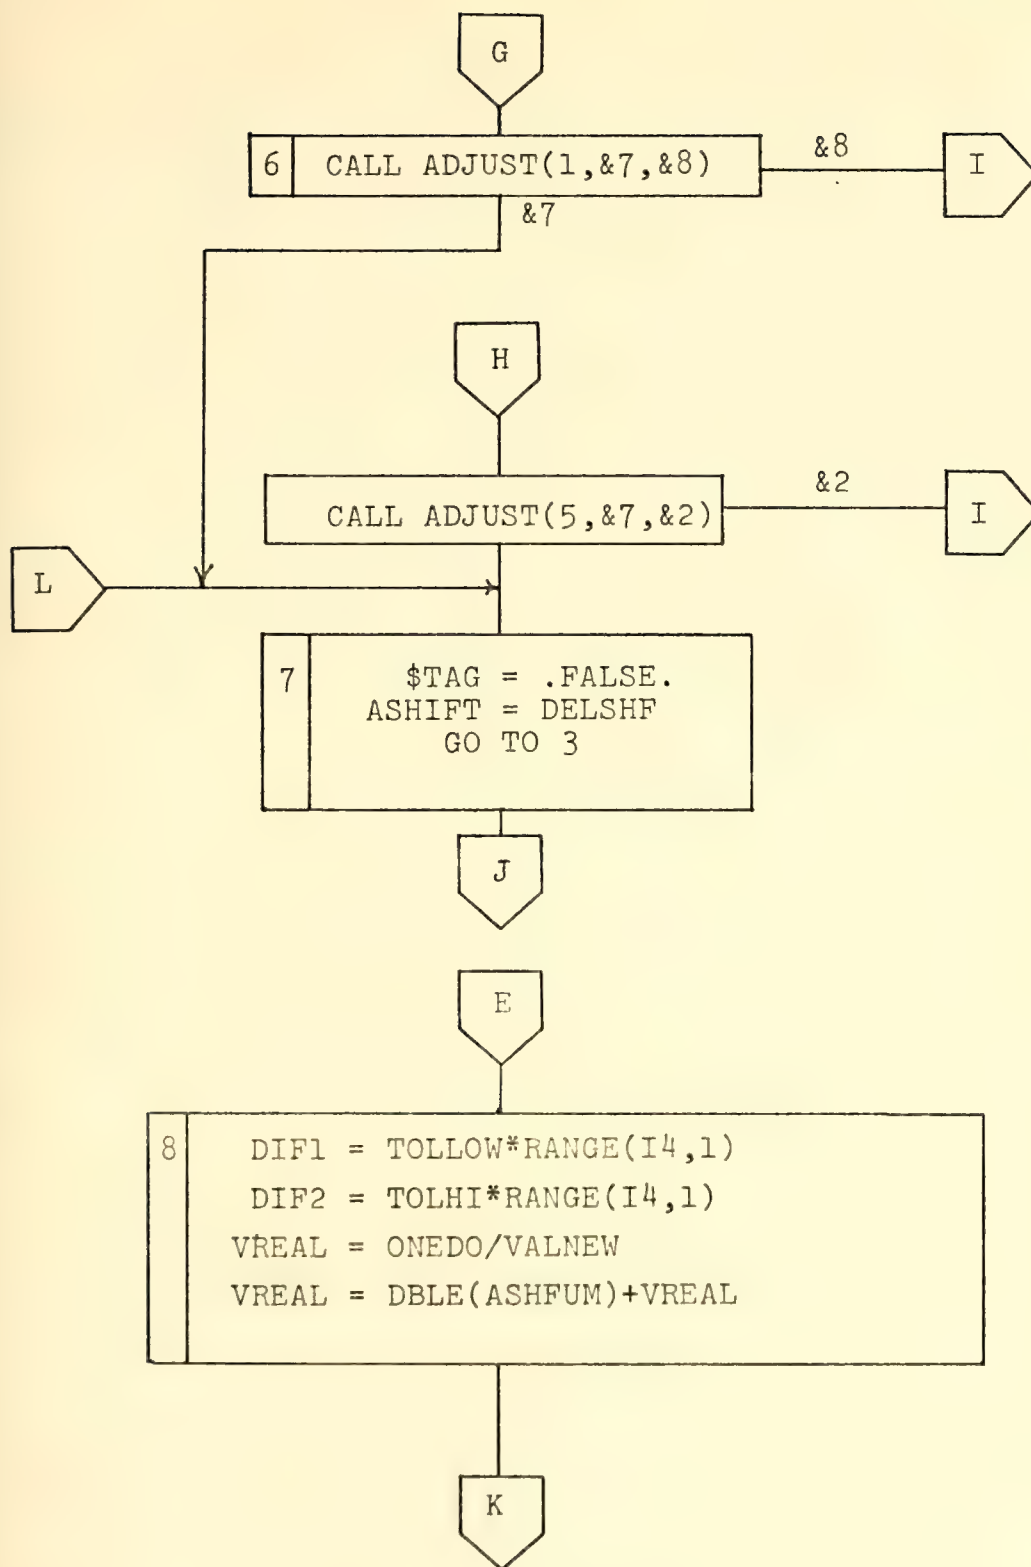 G
6 CALL ADJUST(1,&7,&8)
&8
I
&7
H
CALL ADJUST(5,&7,&2)
&2
I
L
7 $TAG = .FALSE.
ASHIFT = DELSHF
GO TO 3
J
E
8 DIF1 = TOLLOW*RANGE(I4,1)
DIF2 = TOLHI*RANGE(I4,1)
VREAL = ONEDO/VALNEW
VREAL = DBLE(ASHFUM)+VREAL
K